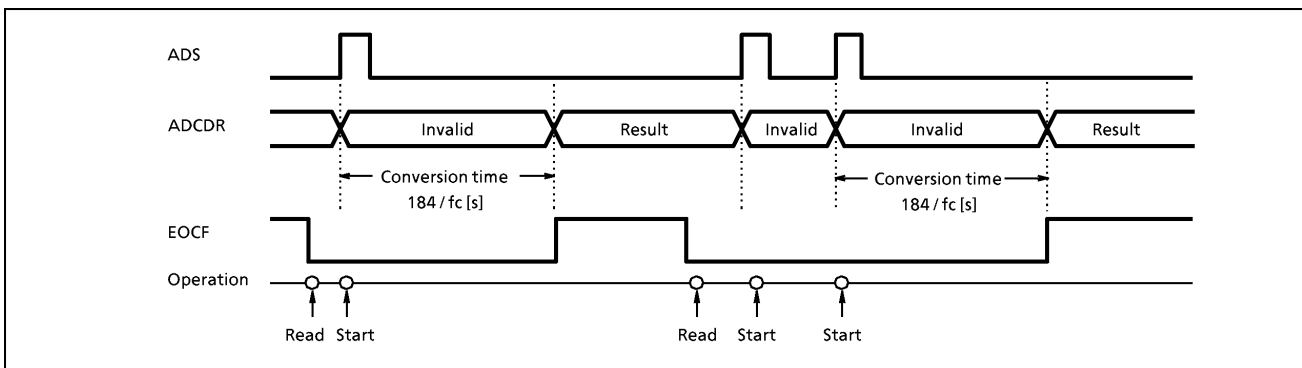 ADS
ADCDR
Invalid
Result
Invalid
Invalid
Result
Conversion time
184 / fc [s]
Conversion time
184 / fc [s]
EOCF
Operation
Read
Start
Read
Start
Start